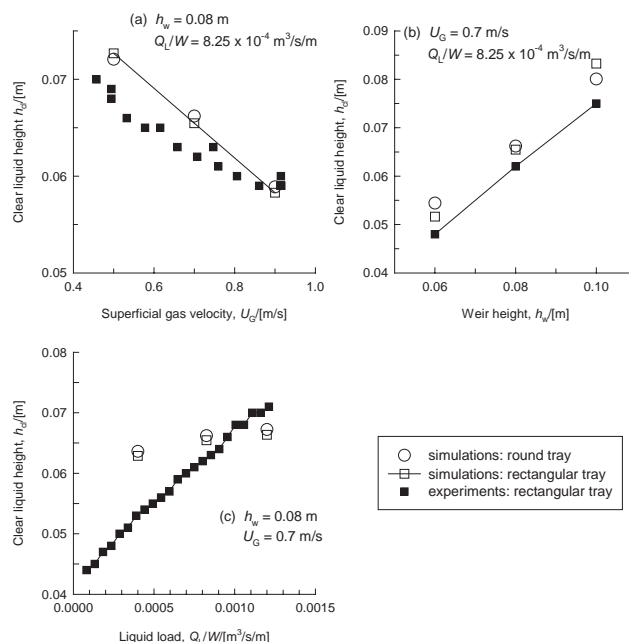 (a) h_w = 0.08 m
Q_L/W = 8.25 x 10⁻⁴ m³/s/m
0.07
0.06
0.05
0.4 0.6 0.8 1.0
Clear liquid height h_cl/[m]
Superficial gas velocity, U_G/[m/s]
(b) U_G = 0.7 m/s
Q_L/W = 8.25 x 10⁻⁴ m³/s/m
0.09
0.08
0.07
0.06
0.05
0.04
0.06 0.08 0.10
Clear liquid height, h_cl/[m]
Weir height, h_w/[m]
0.08
0.07
0.06
0.05
0.04
0.0000 0.0005 0.0010 0.0015
Clear liquid height, h_cl/[m]
(c) h_w = 0.08 m
U_G = 0.7 m/s
Liquid load, Q_L/W/[m³/s/m]
simulations: round tray
simulations: rectangular tray
experiments: rectangular tray